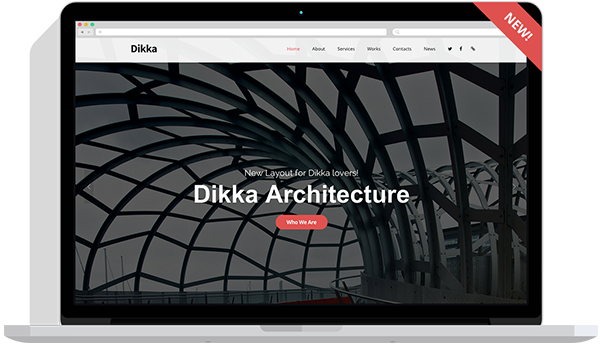 NEW!
Dikka
Home About Services Works Contacts News
New Layout for Dikka lovers!
Dikka Architecture
Who We Are